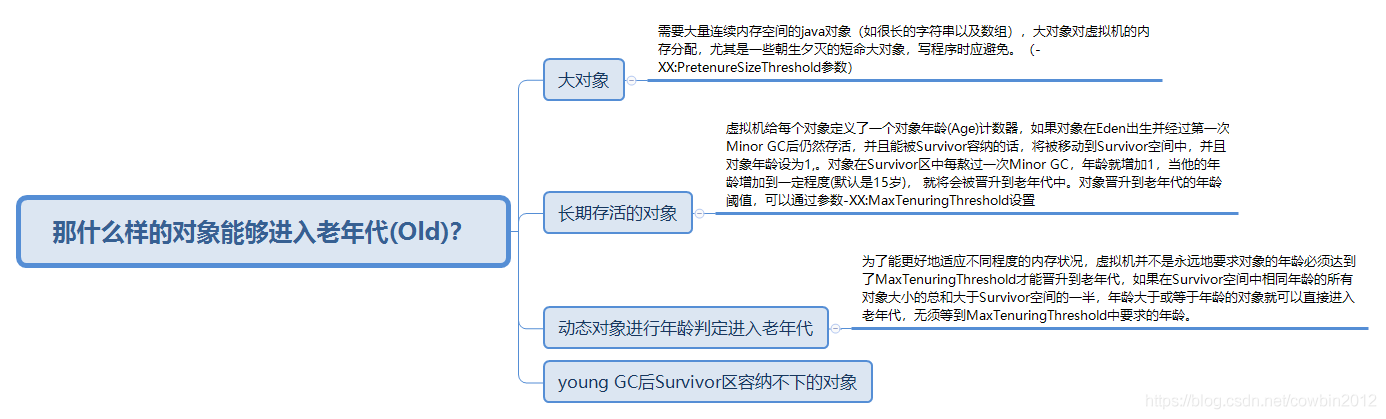 那什么样的对象能够进入老年代(Old)？
大对象
需要大量连续内存空间的java对象（如很长的字符串以及数组），大对象对虚拟机的内
存分配，尤其是一些朝生夕灭的短命大对象，写程序时应避免。（-
XX:PretenureSizeThreshold参数）
长期存活的对象
虚拟机给每个对象定义了一个对象年龄(Age)计数器，如果对象在Eden出生并经过第一次
Minor GC后仍然存活，并且能被Survivor容纳的话，将被移动到Survivor空间中，并且
对象年龄设为1,。对象在Survivor区中每熬过一次Minor GC，年龄就增加1，当他的年
龄增加到一定程度(默认是15岁)， 就将会被晋升到老年代中。对象晋升到老年代的年龄
阈值，可以通过参数-XX:MaxTenuringThreshold设置
动态对象进行年龄判定进入老年代
为了能更好地适应不同程度的内存状况，虚拟机并不是永远地要求对象的年龄必须达到
了MaxTenuringThreshold才能晋升到老年代，如果在Survivor空间中相同年龄的所有
对象大小的总和大于Survivor空间的一半，年龄大于或等于年龄的对象就可以直接进入
老年代，无须等到MaxTenuringThreshold中要求的年龄。
young GC后Survivor区容纳不下的对象
https://blog.csdn.net/cowbin2012